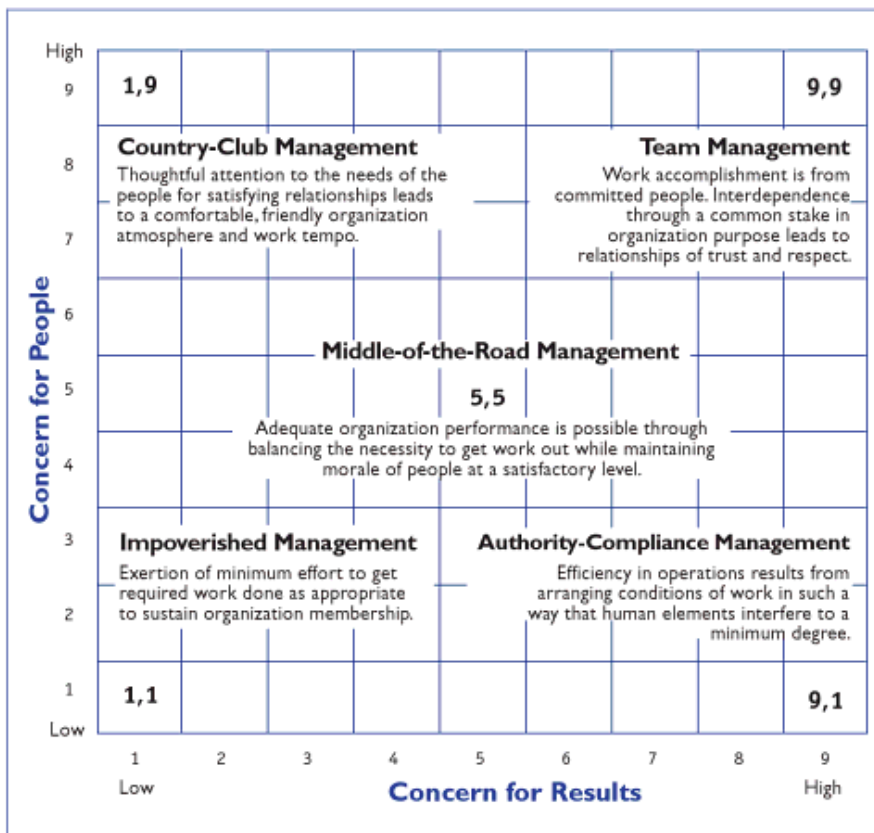 High
9
1,9
9,9
Country-Club Management
Thoughtful attention to the needs of the
people for satisfying relationships leads
to a comfortable, friendly organization
atmosphere and work tempo.
Team Management
Work accomplishment is from
committed people. Interdependence
through a common stake in
organization purpose leads to
relationships of trust and respect.
8
7
Concern for People
6
Middle-of-the-Road Management
5
5,5
Adequate organization performance is possible through
balancing the necessity to get work out while maintaining
morale of people at a satisfactory level.
4
3
Impoverished Management
Exertion of minimum effort to get
required work done as appropriate
to sustain organization membership.
Authority-Compliance Management
Efficiency in operations results from
arranging conditions of work in such a
way that human elements interfere to a
minimum degree.
2
1
1,1
9,1
Low
1
2
3
4
5
6
7
8
9
Low
Concern for Results
High